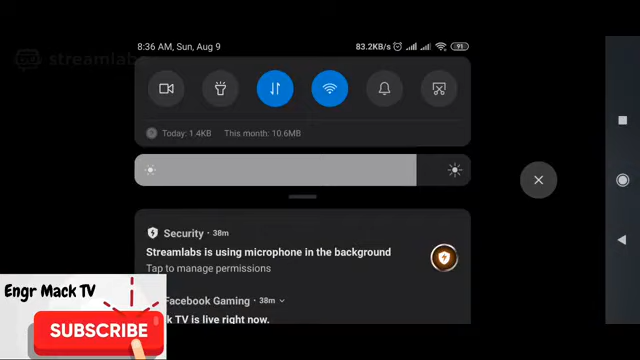 streamlabs
8:36 AM, Sun, Aug 9
83.2KB/s
91
Today: 1.4KB This month: 10.6MB
Security · 38m
Streamlabs is using microphone in the background
Tap to manage permissions
Facebook Gaming · 38m
k TV is live right now.
Engr Mack TV
SUBSCRIBE